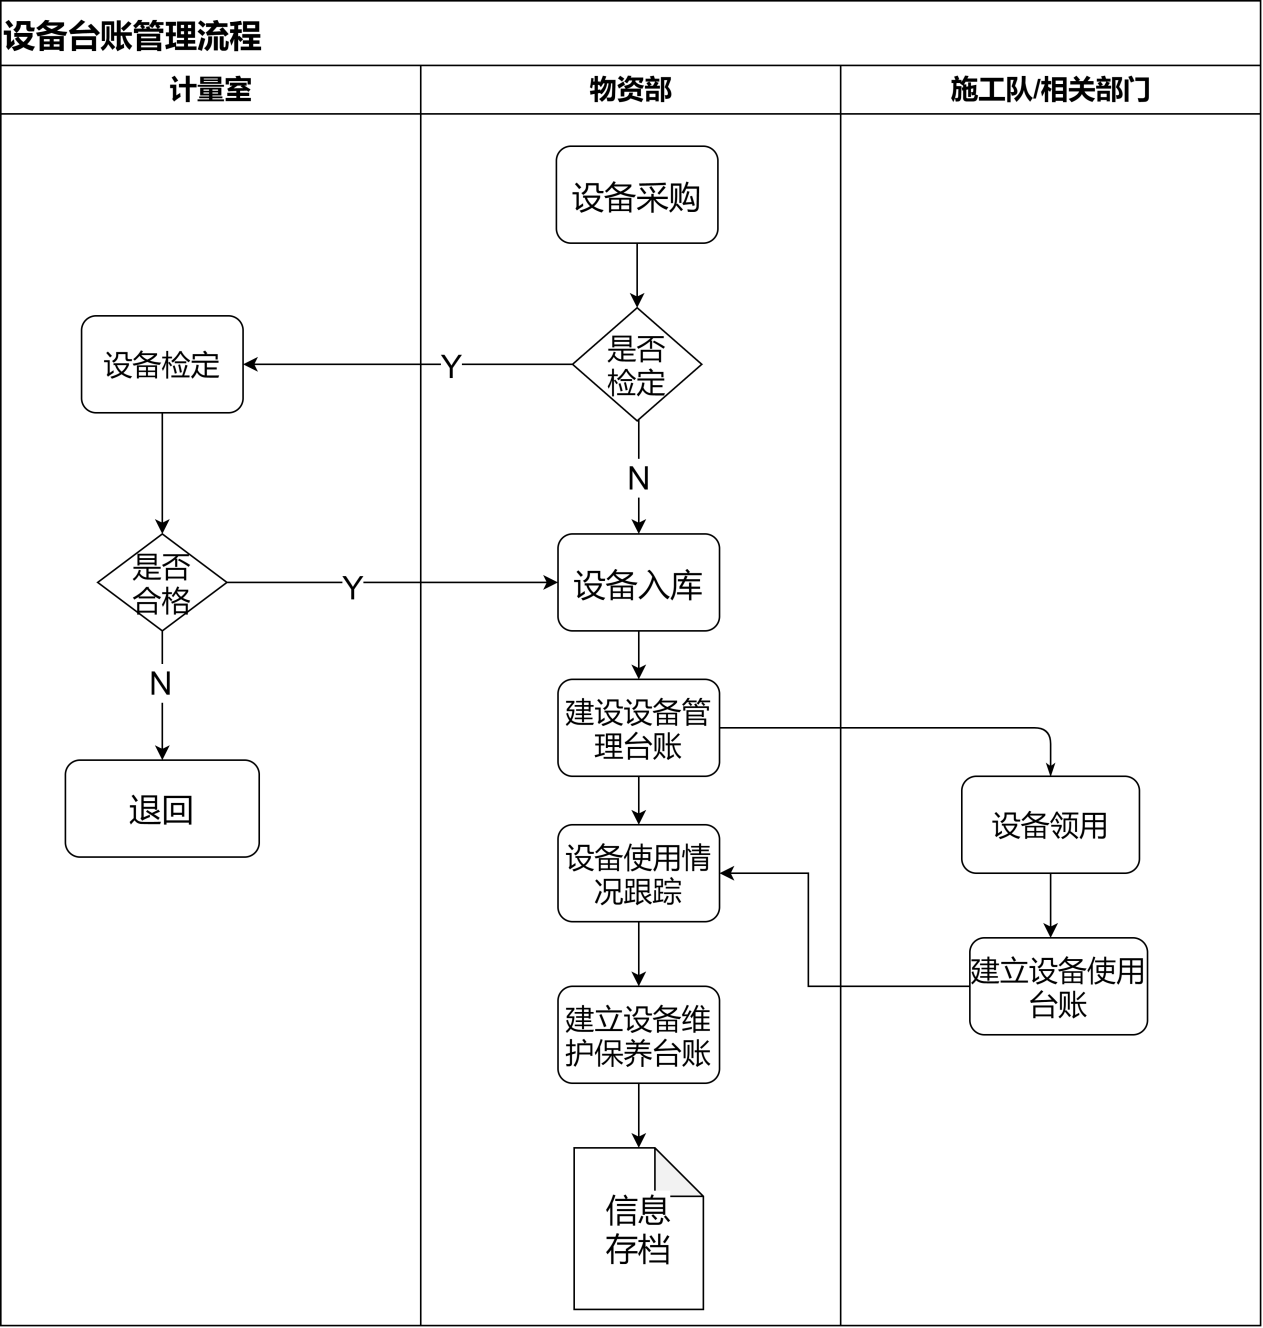 设备台账管理流程
计量室
物资部
施工队/相关部门
设备采购
是否
检定
Y
设备检定
N
是否
合格
Y
设备入库
N
退回
建设设备管
理台账
设备领用
设备使用情
况跟踪
建立设备使用
台账
建立设备维
护保养台账
信息
存档